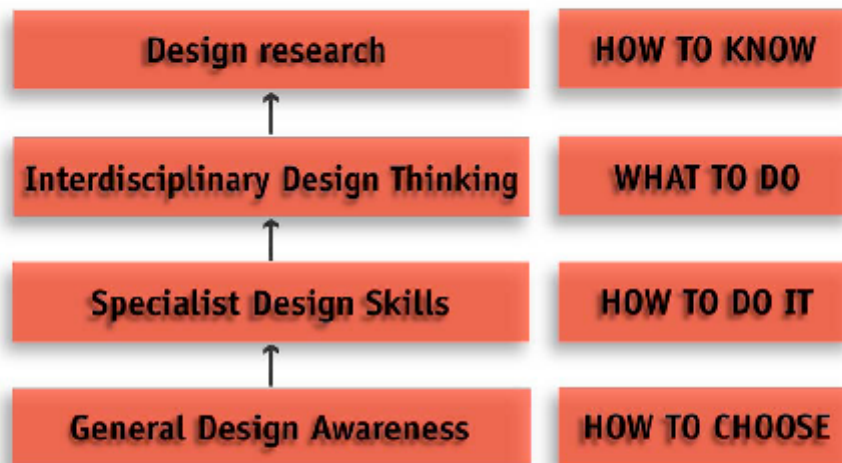 Design research
HOW TO KNOW
Interdisciplinary Design Thinking
WHAT TO DO
Specialist Design Skills
HOW TO DO IT
General Design Awareness
HOW TO CHOOSE